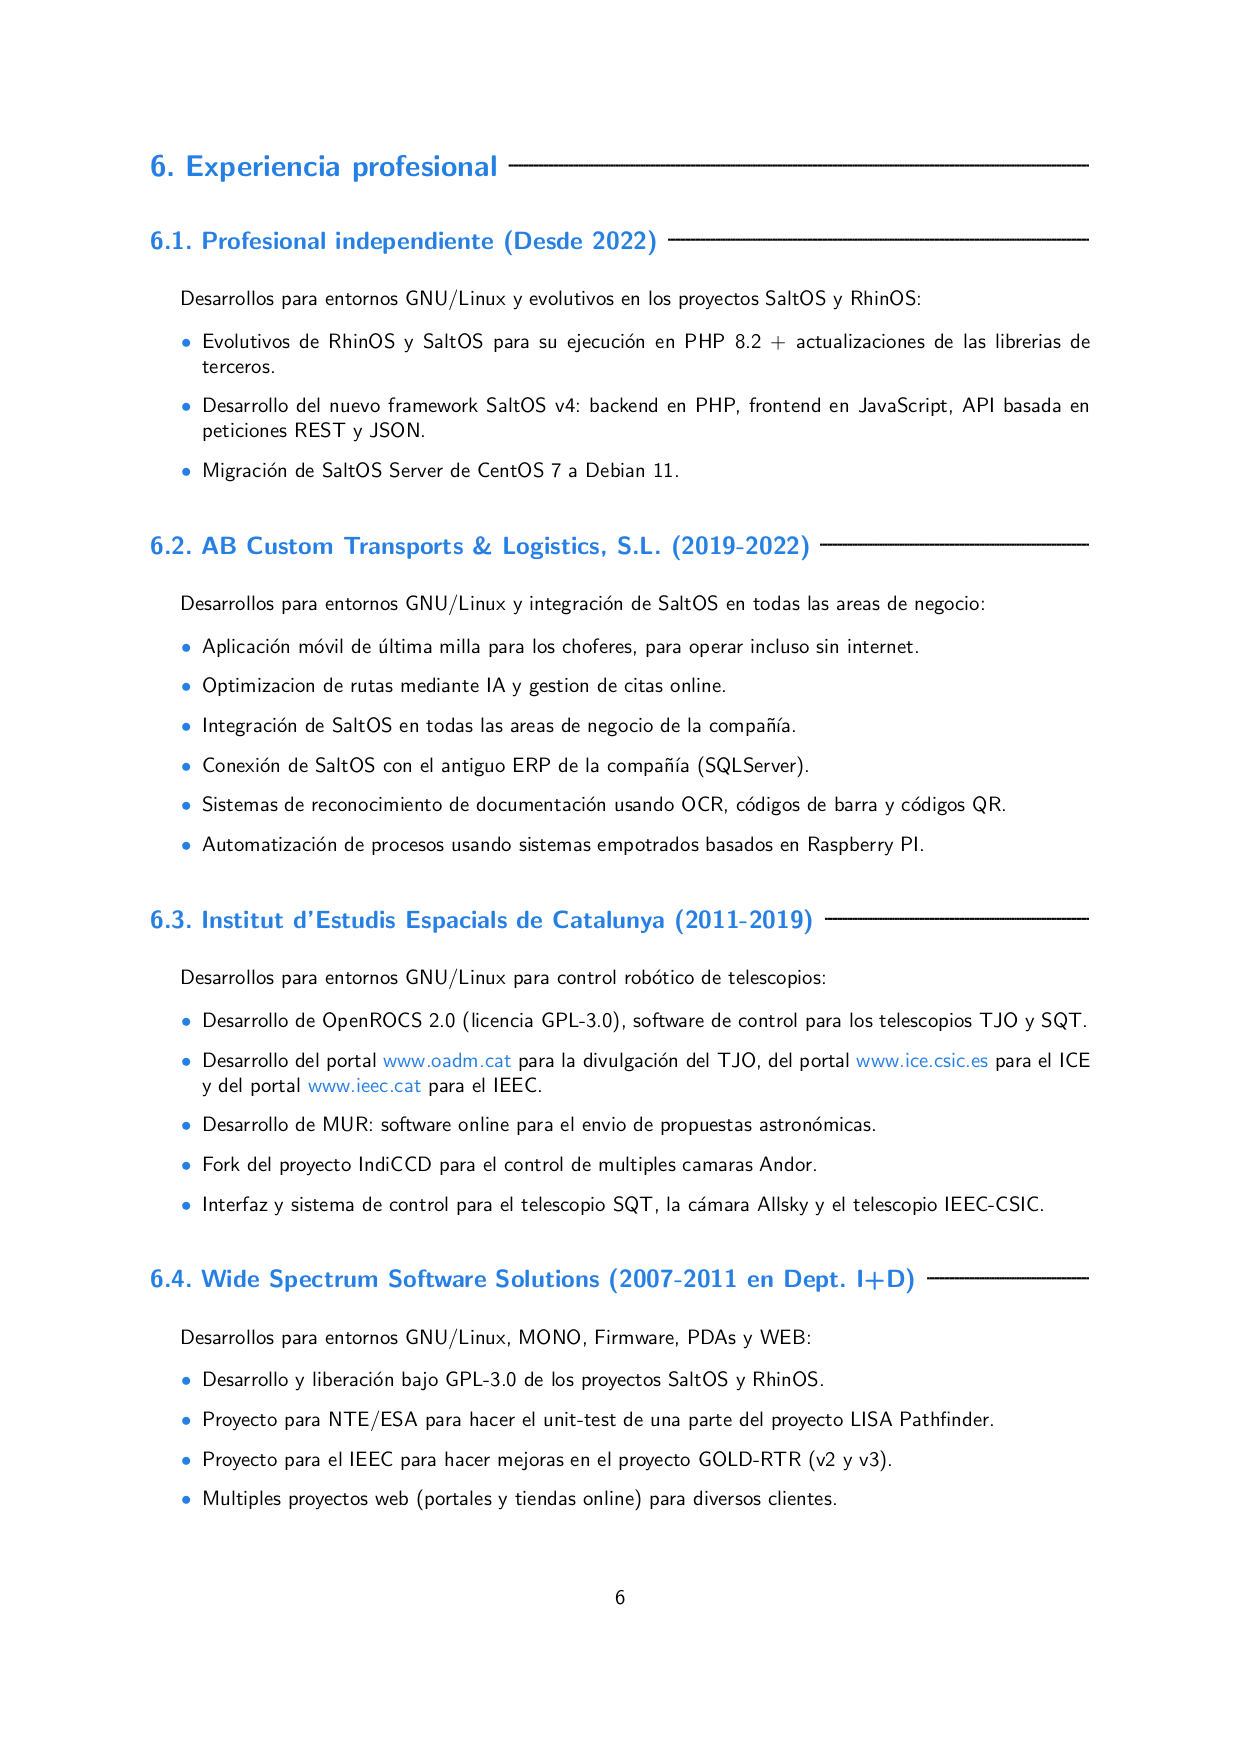 6. Experiencia profesional
6.1. Profesional independiente (Desde 2022)
Desarrollos para entornos GNU/Linux y evolutivos en los proyectos SaltOS y RhinOS:
• Evolutivos de RhinOS y SaltOS para su ejecución en PHP 8.2 + actualizaciones de las librerias de
terceros.
• Desarrollo del nuevo framework SaltOS v4: backend en PHP, frontend en JavaScript, API basada en
peticiones REST y JSON.
• Migración de SaltOS Server de CentOS 7 a Debian 11.
6.2. AB Custom Transports & Logistics, S.L. (2019-2022)
Desarrollos para entornos GNU/Linux y integración de SaltOS en todas las areas de negocio:
• Aplicación móvil de última milla para los choferes, para operar incluso sin internet.
• Optimizacion de rutas mediante IA y gestion de citas online.
• Integración de SaltOS en todas las areas de negocio de la compañía.
• Conexión de SaltOS con el antiguo ERP de la compañía (SQLServer).
• Sistemas de reconocimiento de documentación usando OCR, códigos de barra y códigos QR.
• Automatización de procesos usando sistemas empotrados basados en Raspberry PI.
6.3. Institut d'Estudis Espacials de Catalunya (2011-2019)
Desarrollos para entornos GNU/Linux para control robótico de telescopios:
• Desarrollo de OpenROCS 2.0 (licencia GPL-3.0), software de control para los telescopios TJO y SQT.
• Desarrollo del portal www.oadm.cat para la divulgación del TJO, del portal www.ice.csic.es para el ICE
y del portal www.ieec.cat para el IEEC.
• Desarrollo de MUR: software online para el envio de propuestas astronómicas.
• Fork del proyecto IndiCCD para el control de multiples camaras Andor.
• Interfaz y sistema de control para el telescopio SQT, la cámara Allsky y el telescopio IEEC-CSIC.
6.4. Wide Spectrum Software Solutions (2007-2011 en Dept. I+D)
Desarrollos para entornos GNU/Linux, MONO, Firmware, PDAs y WEB:
• Desarrollo y liberación bajo GPL-3.0 de los proyectos SaltOS y RhinOS.
• Proyecto para NTE/ESA para hacer el unit-test de una parte del proyecto LISA Pathfinder.
• Proyecto para el IEEC para hacer mejoras en el proyecto GOLD-RTR (v2 y v3).
• Multiples proyectos web (portales y tiendas online) para diversos clientes.
6